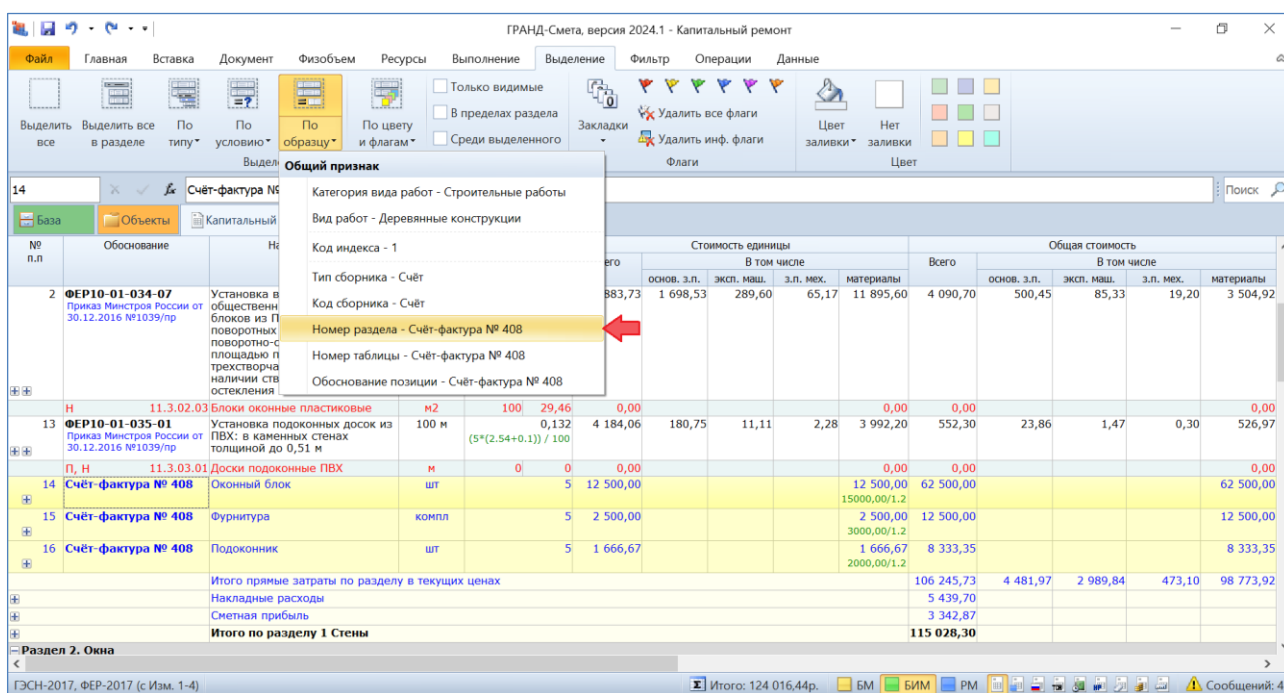 ГРАНД-Смета, версия 2024.1 - Капитальный ремонт
Файл Главная Вставка Документ Физобъем Ресурсы Выполнение Выделение Фильтр Операции Данные
Выделить все
Выделить все в разделе
По типу
По условию
По образцу
По цвету и флагам
Только видимые
В пределах раздела
Среди выделенного
Закладки
Удалить все флаги
Удалить инф. флаги
Флаги
Цвет заливки
Нет заливки
Цвет
Выдел
Общий признак
Категория вида работ - Строительные работы
Вид работ - Деревянные конструкции
Код индекса - 1
Тип сборника - Счёт
Код сборника - Счёт
Номер раздела - Счёт-фактура № 408
Номер таблицы - Счёт-фактура № 408
Обоснование позиции - Счёт-фактура № 408
14 fx Счёт-фактура № Поиск
База Объекты Капитальный
№ п.п Обоснование На его Стоимость единицы Всего Общая стоимость
В том числе В том числе
основ. з.п. эксп. маш. з.п. мех. материалы основ. з.п. эксп. маш. з.п. мех. материалы
2 ФЕР10-01-034-07 Установка в 883,73 1 698,53 289,60 65,17 11 895,60 4 090,70 500,45 85,33 19,20 3 504,92
Приказ Минстроя России от общественн
30.12.2016 №1039/пр блоков из П
поворотных
поворотно-о
площадью п
трехстворча
наличии ств
остекления
Н 11.3.02.03 Блоки оконные пластиковые м2 100 29,46 0,00 0,00 0,00 0,00
13 ФЕР10-01-035-01 Установка подоконных досок из 100 м 0,132 4 184,06 180,75 11,11 2,28 3 992,20 552,30 23,86 1,47 0,30 526,97
Приказ Минстроя России от ПВХ: в каменных стенах (5*(2.54+0.1)) / 100
30.12.2016 №1039/пр толщиной до 0,51 м
П, Н 11.3.03.01 Доски подоконные ПВХ м 0 0 0,00 0,00 0,00 0,00
14 Счёт-фактура № 408 Оконный блок шт 5 12 500,00 12 500,00 62 500,00 62 500,00
15000,00/1.2
15 Счёт-фактура № 408 Фурнитура компл 5 2 500,00 2 500,00 12 500,00 12 500,00
3000,00/1.2
16 Счёт-фактура № 408 Подоконник шт 5 1 666,67 1 666,67 8 333,35 8 333,35
2000,00/1.2
Итого прямые затраты по разделу в текущих ценах 106 245,73 4 481,97 2 989,84 473,10 98 773,92
Накладные расходы 5 439,70
Сметная прибыль 3 342,87
Итого по разделу 1 Стены 115 028,30
Раздел 2. Окна
ГЭСН-2017, ФЕР-2017 (с Изм. 1-4) Итого: 124 016,44р. БМ БИМ РМ Сообщений: 4